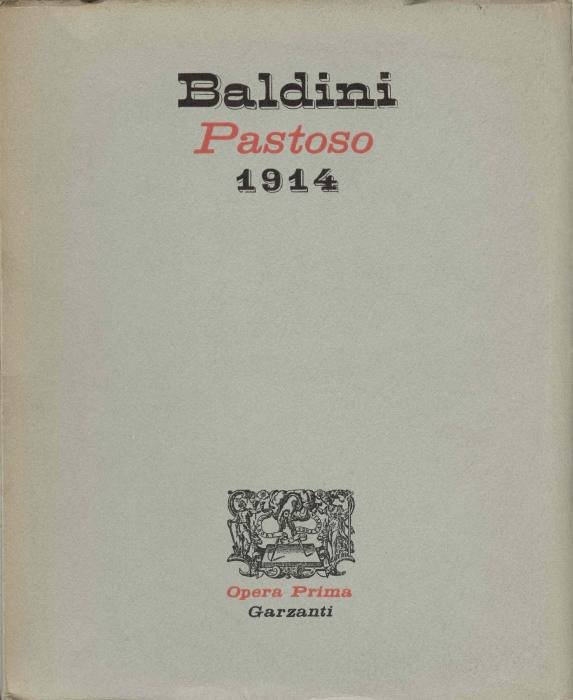 Baldini
Pastoso
1914
Opera Prima
Garzanti